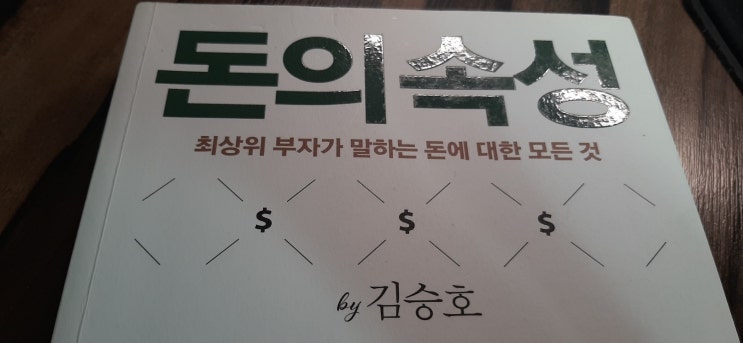 돈의 속성
최상위 부자가 말하는 돈에 대한 모든 것
$ $ $
by 김승호